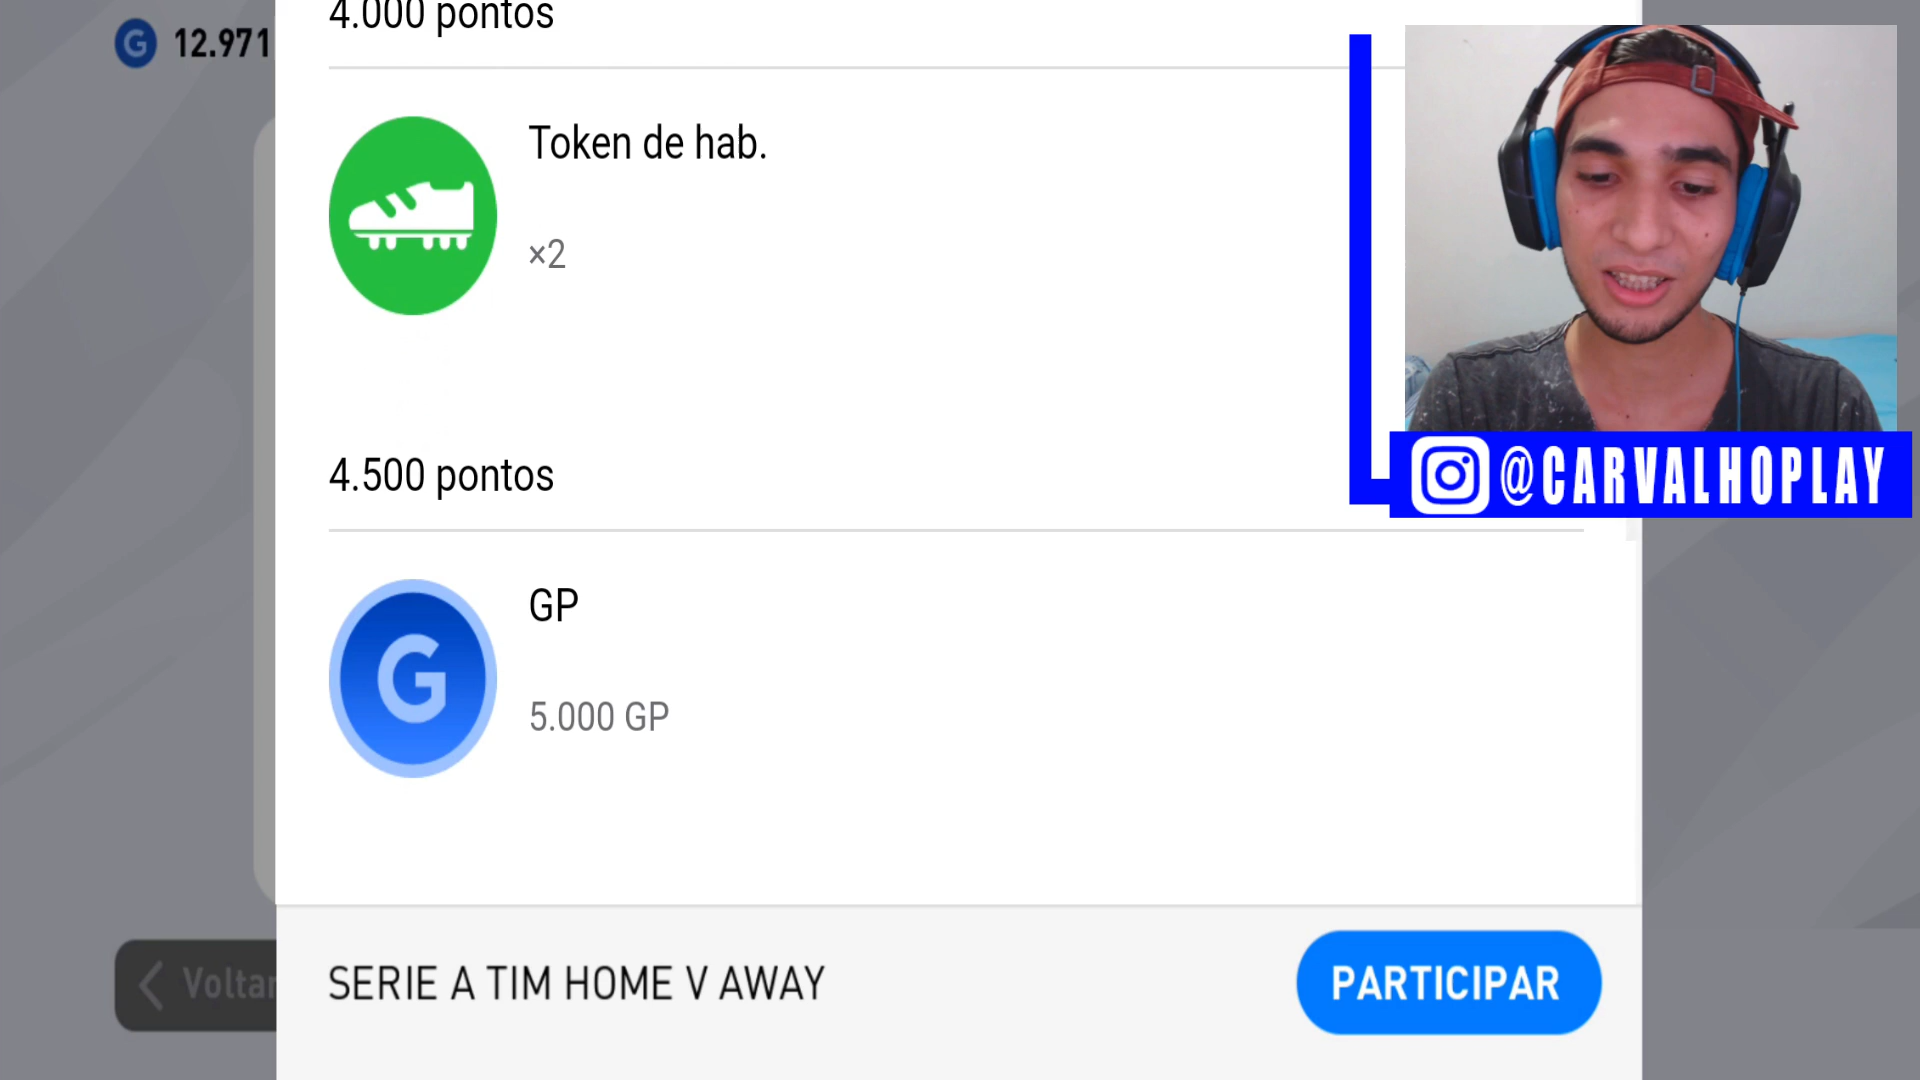 12.971
4.000 pontos
Token de hab.
×2
4.500 pontos
GP
5.000 GP
@CARVALHOPLAY
Voltar
SERIE A TIM HOME V AWAY
PARTICIPAR